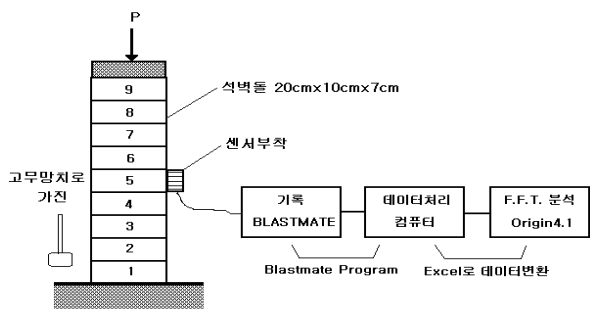 P
9
8
7
6
5
4
3
2
1
석벽돌 20cmx10cmx7cm
센서부착
고무망치로
가진
기록
BLASTMATE
데이터처리
컴퓨터
F.F.T. 분석
Origin4.1
Blastmate Program
Excel로 데이터변환